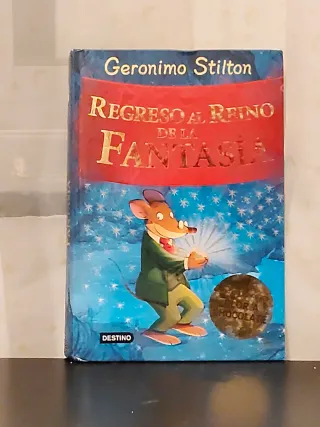 Geronimo Stilton
REGRESO AL REINO
DE LA
FANTASÍA
DESTINO